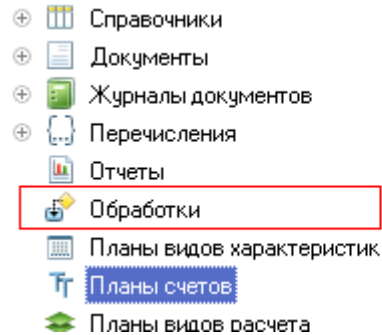 Справочники
Документы
Журналы документов
Перечисления
Отчеты
Обработки
Планы видов характеристик
Планы счетов
Планы видов расчета